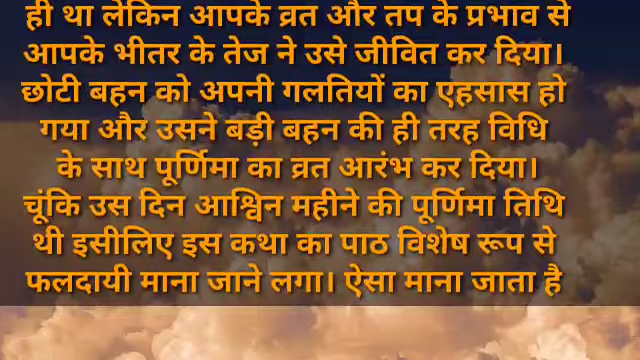 ही था लेकिन आपके व्रत और तप के प्रभाव से
आपके भीतर के तेज ने उसे जीवित कर दिया।
छोटी बहन को अपनी गलतियों का एहसास हो
गया और उसने बड़ी बहन की ही तरह विधि
के साथ पूर्णिमा का व्रत आरंभ कर दिया।
चूंकि उस दिन आश्विन महीने की पूर्णिमा तिथि
थी इसीलिए इस कथा का पाठ विशेष रूप से
फलदायी माना जाने लगा। ऐसा माना जाता है